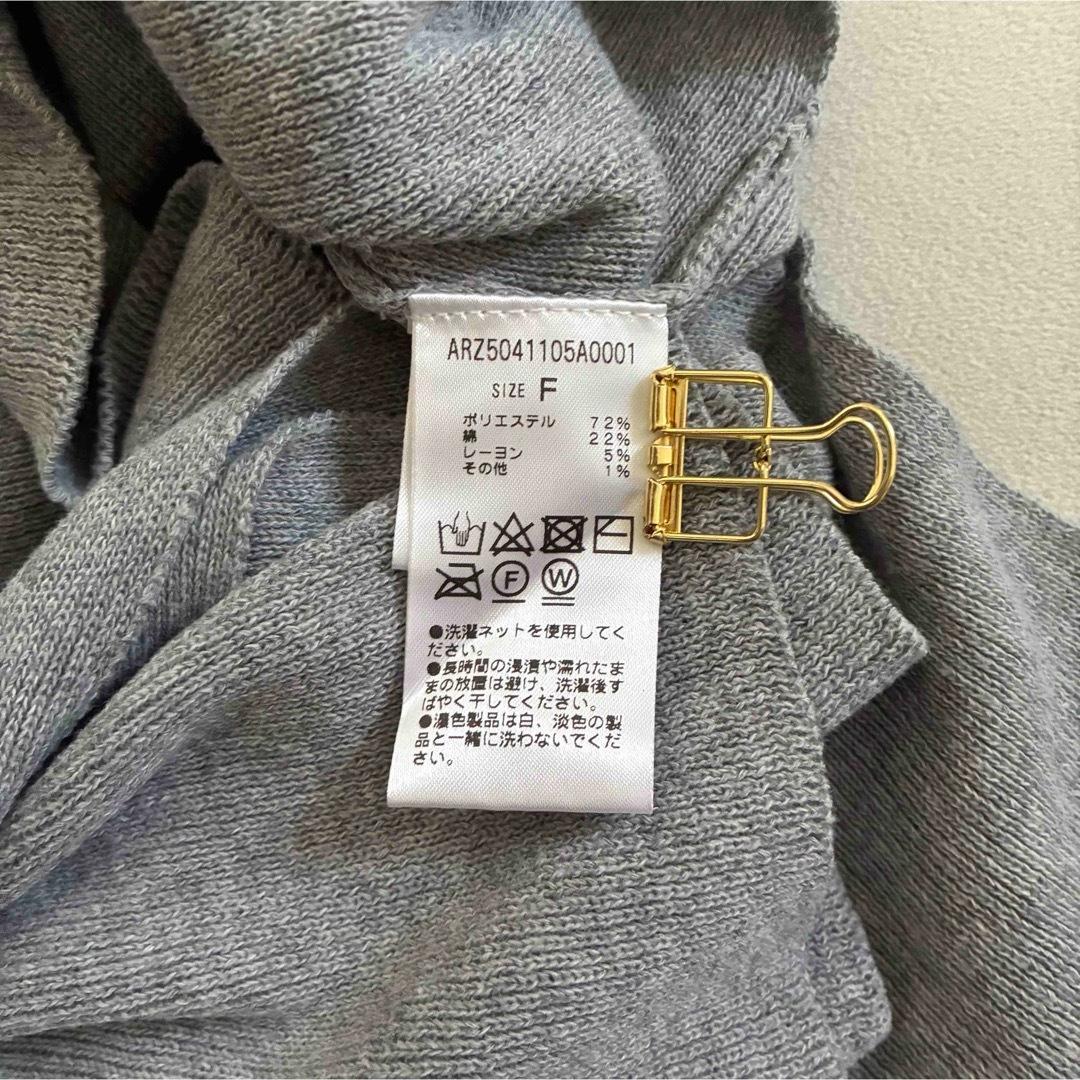 ARZ5041105A0001
SIZE F
ポリエステル 72%
綿 22%
レーヨン 5%
その他 1%
F W
●洗濯ネットを使用してく
ださい。
●長時間の浸漬や濡れたま
まの放置は避け、洗濯後す
ばやく干してください。
●濃色製品は白、淡色の製
品と一緒に洗わないでくだ
さい。